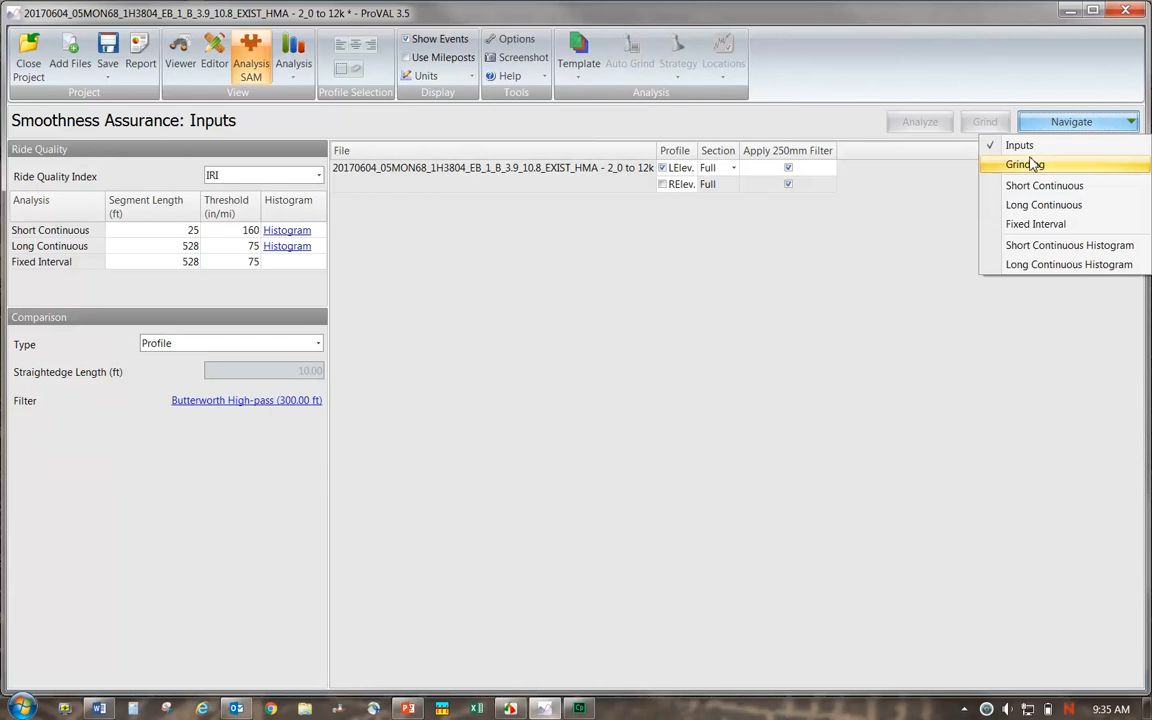 20170604_05MON68_1H3804_EB_1_B_3.9_10.8_EXIST_HMA - 2_0 to 12k * - ProVAL 3.5
Close Project
Add Files
Save
Report
Project
Viewer
Editor
Analysis SAM
Analysis
View
Profile Selection
Show Events
Use Mileposts
Units
Display
Options
Screenshot
Help
Tools
Template
Auto Grind
Strategy
Locations
Analysis
Smoothness Assurance: Inputs
Analyze
Grind
Navigate
Inputs
Grinding
Short Continuous
Long Continuous
Fixed Interval
Short Continuous Histogram
Long Continuous Histogram
Ride Quality
Ride Quality Index
IRI
Analysis Segment Length (ft) Threshold (in/mi) Histogram
Short Continuous 25 160 Histogram
Long Continuous 528 75 Histogram
Fixed Interval 528 75
Comparison
Type Profile
Straightedge Length (ft) 10.00
Filter Butterworth High-pass (300.00 ft)
File Profile Section Apply 250mm Filter
20170604_05MON68_1H3804_EB_1_B_3.9_10.8_EXIST_HMA - 2_0 to 12k LElev. Full
RElev. Full
9:35 AM